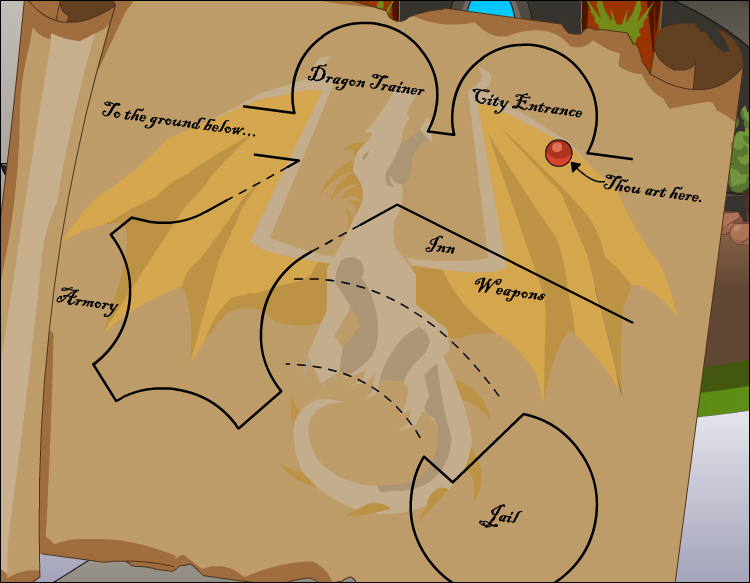 Dragon Trainer
City Entrance
To the ground below...
Thou art here.
Inn
Weapons
Armory
Jail